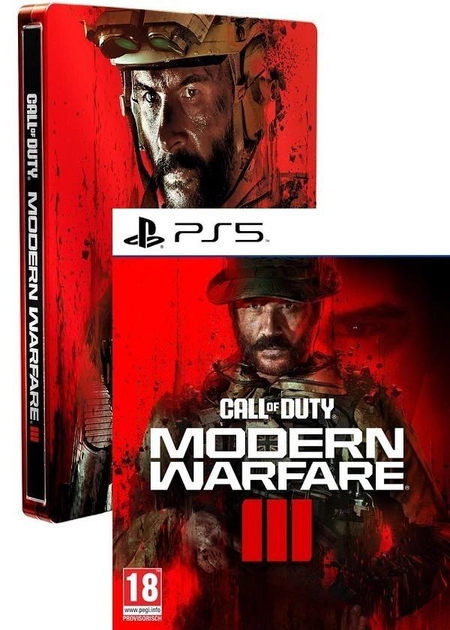 CALL OF DUTY. MODERN WARFARE. III
PS5
CALL OF DUTY
MODERN
WARFARE
III
18
www.pegi.info
PROVISORISCH